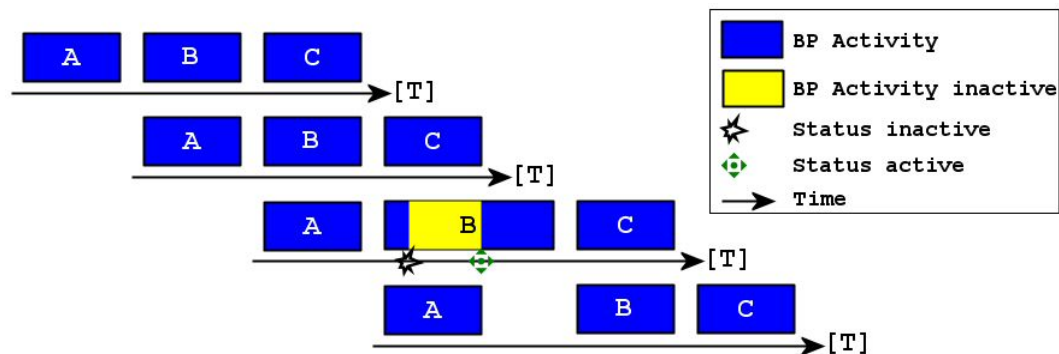 A B C
[T]
A B C
[T]
A B C
[T]
A B C
[T]
BP Activity
BP Activity inactive
Status inactive
Status active
Time